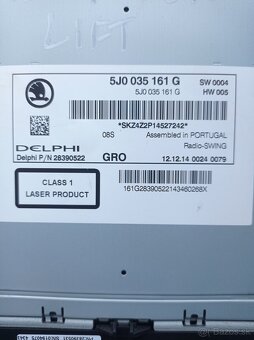 LIFT
5J0 035 161 G SW 0004
5J0 035 161 G HW 005
*SKZ4Z2P14527242*
08S Assembled in PORTUGAL
Radio-SWING
DELPHI
Delphi P/N 28390522 GRO 12.12.14 0024 0079
CLASS 1
LASER PRODUCT
161G283905222143460268X